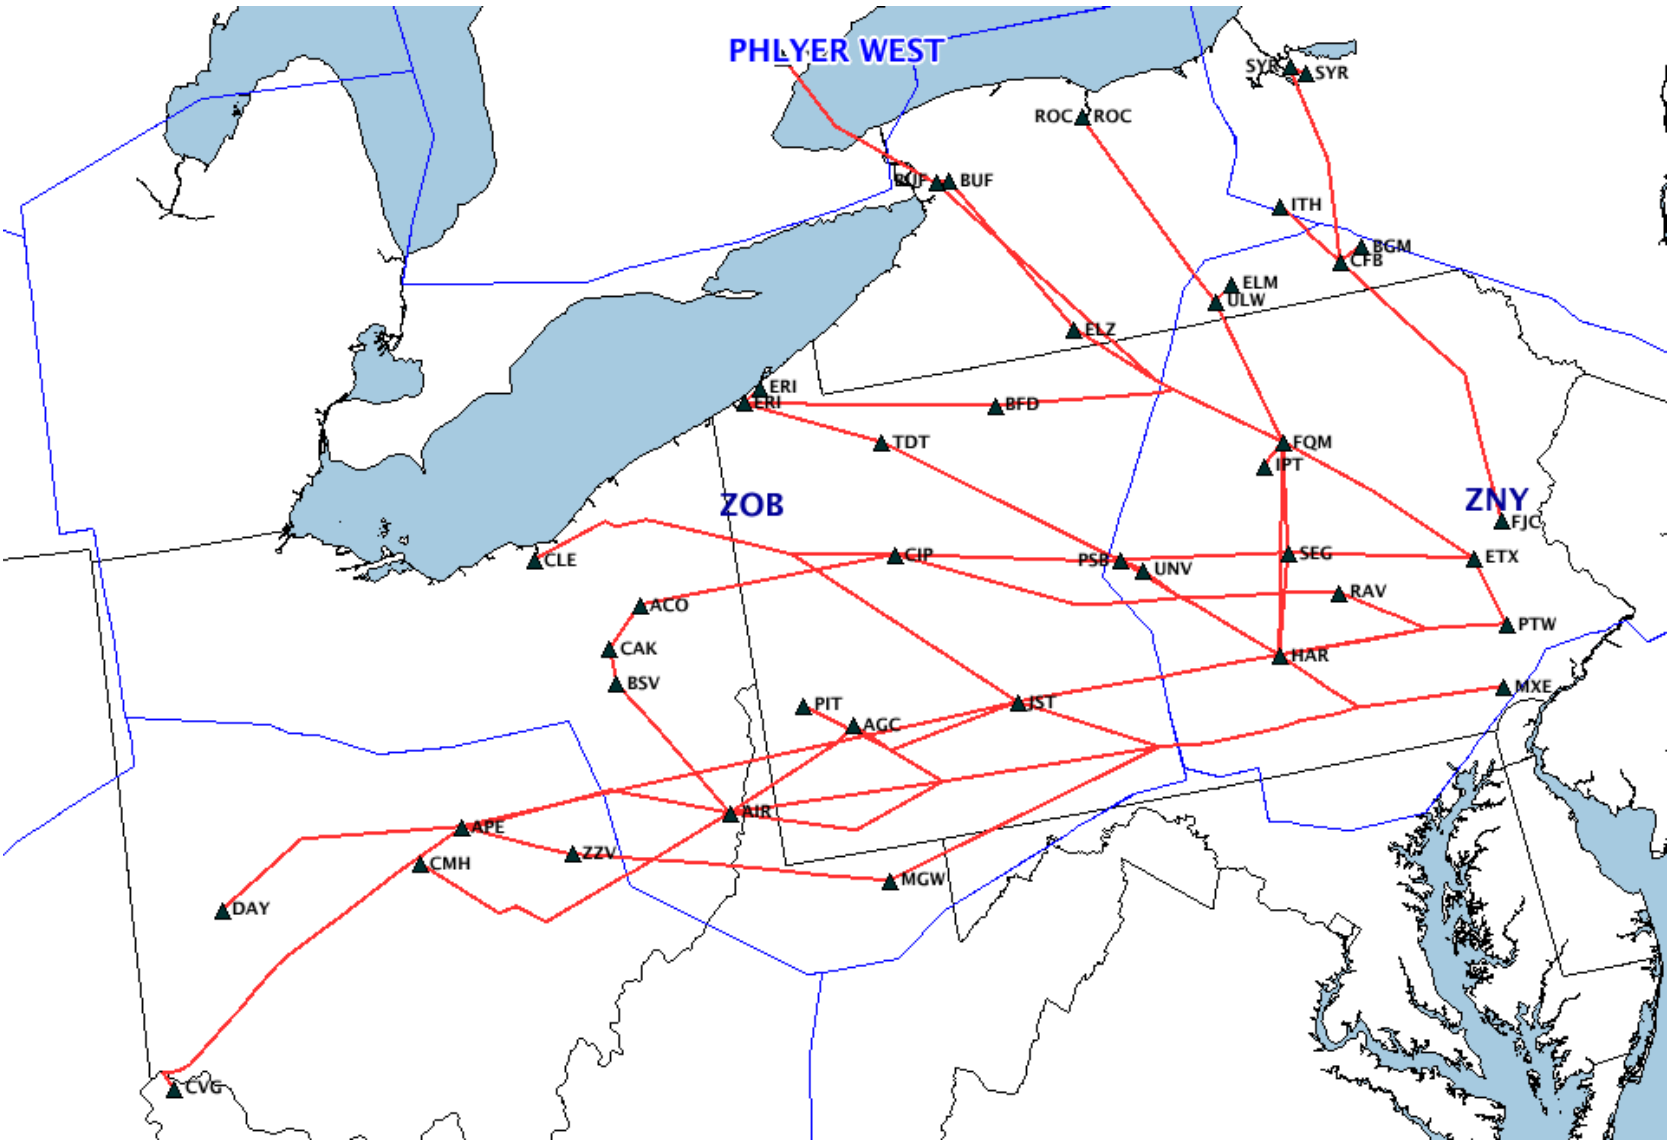 PHLYER WEST
SYR
SYR
ROC
ROC
BUF
BUF
ITH
BGM
CFB
ELM
ULW
ELZ
ERI
ERI
BFD
TDT
FQM
IPT
ZOB
ZNY
FJC
CLE
CIP
PSB
UNV
SEG
ETX
RAV
ACO
PTW
CAK
HAR
BSV
MXE
PIT
JST
AGC
AIR
APE
ZZV
CMH
MGW
DAY
CVG